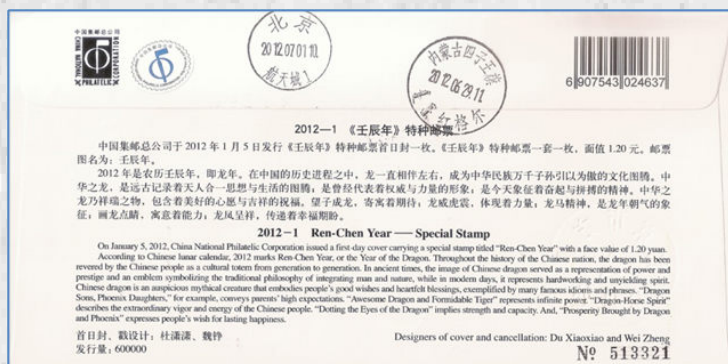 中国集邮总公司
CHINA NATIONAL PHILATELIC CORPORATION
北京
2012.07.01.10.
航天城1
内蒙古四子王旗
2012.06.29.11
红格尔
6 907543 024637
2012—1 《壬辰年》特种邮票
中国集邮总公司于 2012 年 1 月 5 日发行《壬辰年》特种邮票首日封一枚。《壬辰年》特种邮票一套一枚，面值 1.20 元。邮票
图名为：壬辰年。
2012 年是农历壬辰年，即龙年。在中国的历史进程之中，龙一直相伴左右，成为中华民族万千子孙引以为傲的文化图腾。中
华之龙，是远古记录着天人合一思想与生活的图腾；是曾经代表着权威与力量的形象；是今天象征着奋起与拼搏的精神。中华之
龙乃祥瑞之物，包含着美好的心愿与吉祥的祝福。望子成龙，寄寓着期待；龙威虎震，体现着力量；龙马精神，是龙年朝气的象
征；画龙点睛，寓意着能力；龙凤呈祥，传递着幸福期盼。
2012－1 Ren-Chen Year — Special Stamp
On January 5, 2012, China National Philatelic Corporation issued a first-day cover carrying a special stamp titled "Ren-Chen Year" with a face value of 1.20 yuan.
According to Chinese lunar calendar, 2012 marks Ren-Chen Year, or the Year of the Dragon. Throughout the history of the Chinese nation, the dragon has been
revered by the Chinese people as a cultural totem from generation to generation. In ancient times, the image of Chinese dragon served as a representation of power and
prestige and an emblem symbolizing the traditional philosophy of integrating man and nature, while in modern days, it represents hardworking and unyielding spirit.
Chinese dragon is an auspicious mythical creature that embodies people's good wishes and heartfelt blessings, exemplified by many famous idioms and phrases. "Dragon
Sons, Phoenix Daughters," for example, conveys parents' high expectations. "Awesome Dragon and Formidable Tiger" represents infinite power. "Dragon-Horse Spirit"
describes the extraordinary vigor and energy of the Chinese people. "Dotting the Eyes of the Dragon" implies strength and capacity. And, "Prosperity Brought by Dragon
and Phoenix" expresses people's wish for lasting happiness.
首日封、戳设计：杜潇潇、魏铮
Designers of cover and cancellation: Du Xiaoxiao and Wei Zheng
发行量：600000
№ 513321